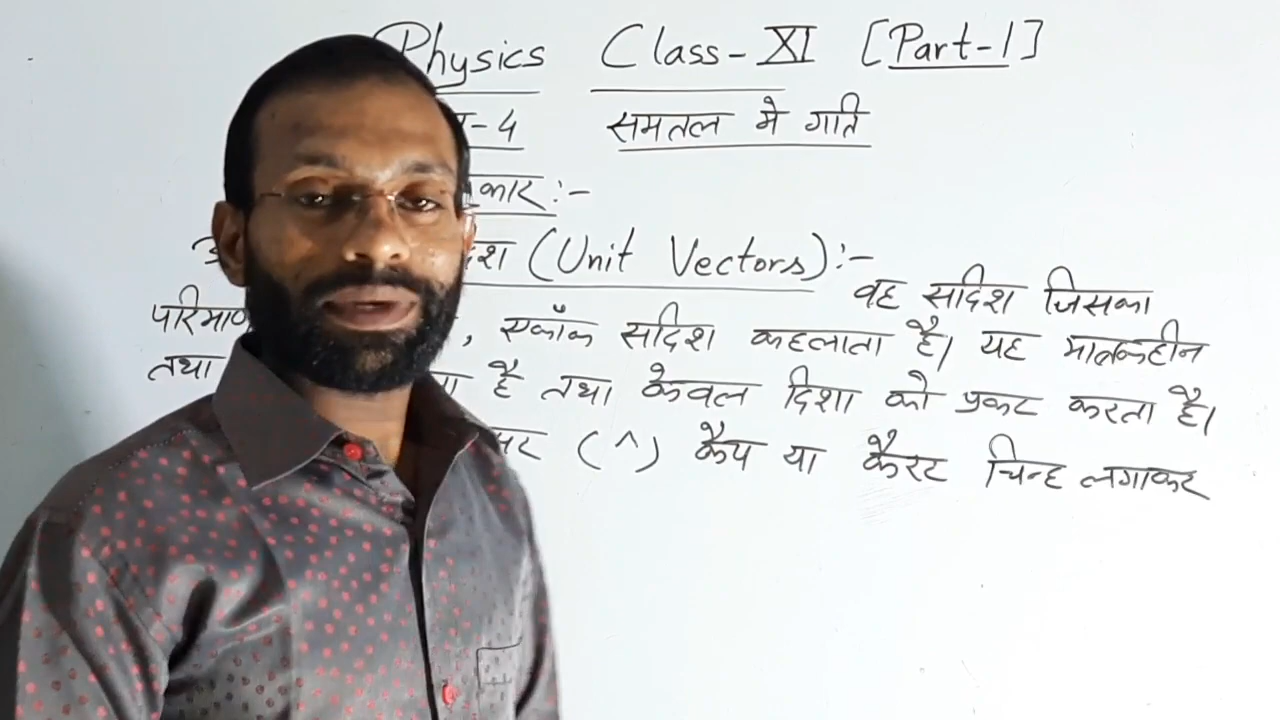 Physics Class-XI [Part-1]
-4 समतल मे गति
कार:-
(Unit Vectors):-
वह सदिश जिसका
, एकाँक सदिश कहलाता है। यह मात्रकहीन
तथा है तथा केवल दिशा को प्रकट करता है।
(^) कैप या कैरट चिन्ह लगाकर